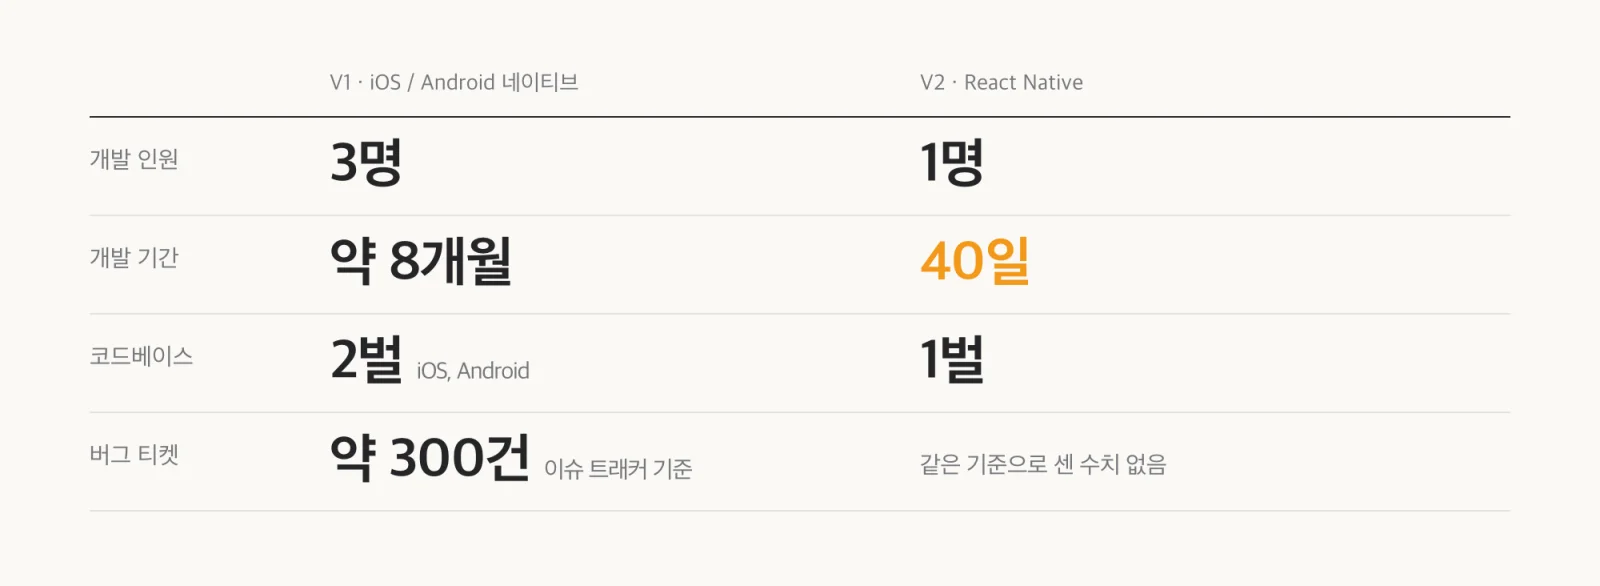 V1 · iOS / Android 네이티브 V2 · React Native
개발 인원 3명 1명
개발 기간 약 8개월 40일
코드베이스 2벌 iOS, Android 1벌
버그 티켓 약 300건 이슈 트래커 기준 같은 기준으로 센 수치 없음